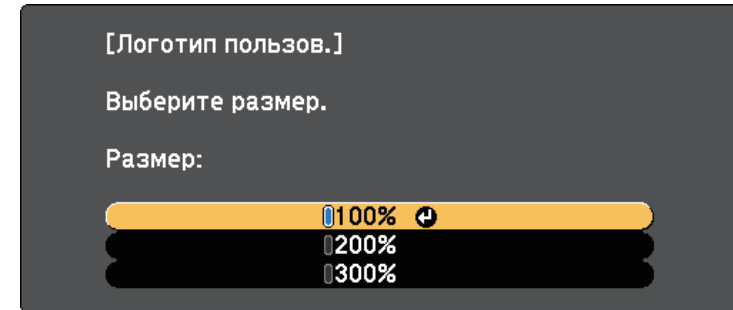 [Логотип пользов.]
Выберите размер.
Размер:
100%
200%
300%